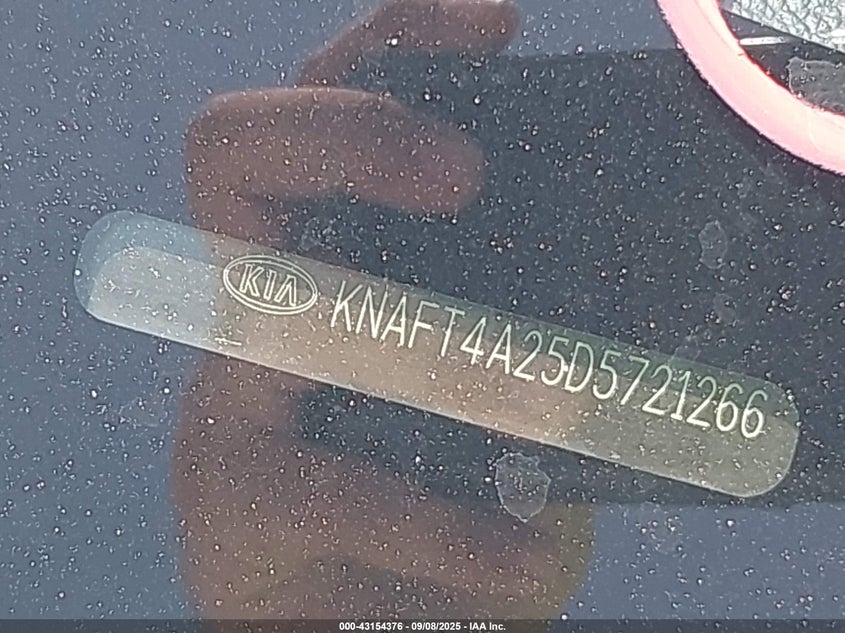 KIA KNAFT4A25D5721266
000-43154376 - 09/08/2025 - IAA Inc.